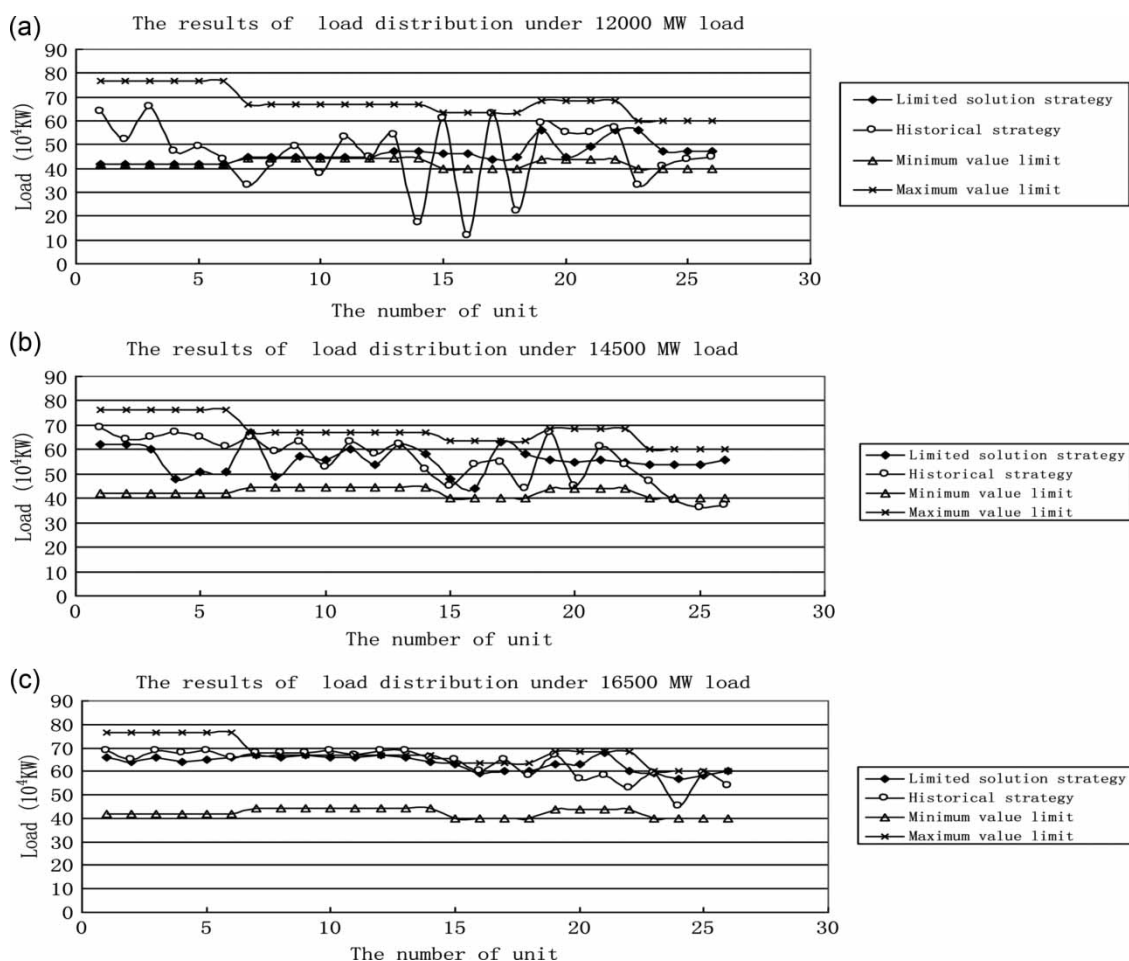 (a)
The results of load distribution under 12000 MW load
90
80
70
60
50
40
30
20
10
0
Load (10⁴KW)
0 5 10 15 20 25 30
The number of unit
Limited solution strategy
Historical strategy
Minimum value limit
Maximum value limit
(b)
The results of load distribution under 14500 MW load
90
80
70
60
50
40
30
20
10
0
Load (10⁴KW)
0 5 10 15 20 25 30
The number of unit
Limited solution strategy
Historical strategy
Minimum value limit
Maximum value limit
(c)
The results of load distribution under 16500 MW load
90
80
70
60
50
40
30
20
10
0
Load (10⁴KW)
0 5 10 15 20 25 30
The number of unit
Limited solution strategy
Historical strategy
Minimum value limit
Maximum value limit